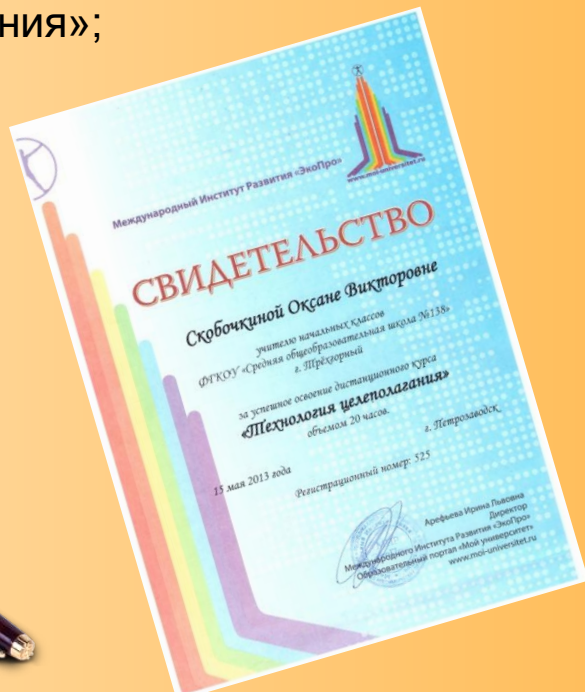 ния»;
www.moi-universitet.ru
Международный Институт Развития «ЭкоПро»
СВИДЕТЕЛЬСТВО
Скобочкиной Оксане Викторовне
учителю начальных классов
ФГКОУ «Средняя общеобразовательная школа №138»
г. Трёхгорный
за успешное освоение дистанционного курса
«Технология целеполагания»
объемом 20 часов.
г. Петрозаводск
15 мая 2013 года
Регистрационный номер: 525
Арефьева Ирина Львовна
Директор
Международного Института Развития «ЭкоПро»
Образовательный портал «Мой университет»
www.moi-universitet.ru